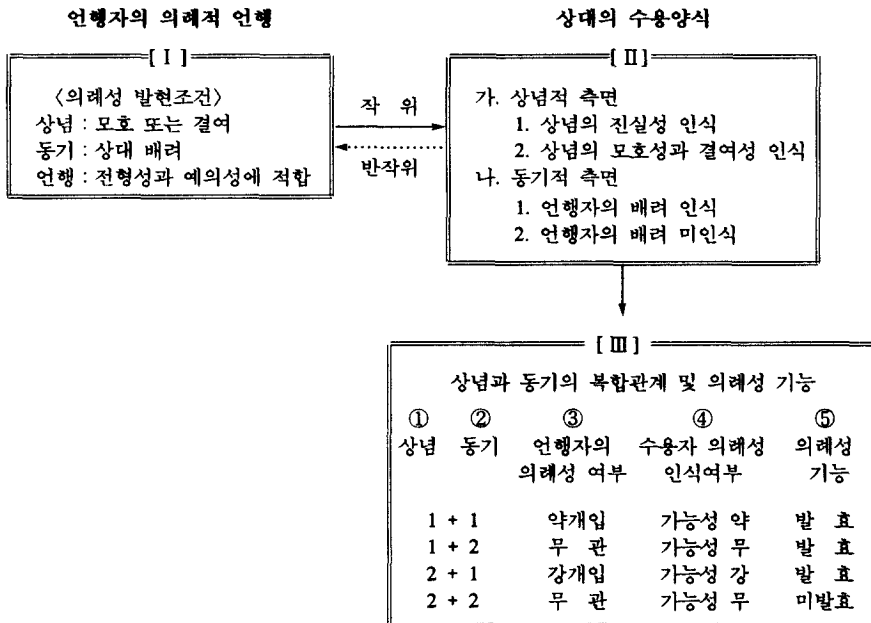 언행자의 의례적 언행
상대의 수용양식
[ Ⅰ ]
〈의례성 발현조건〉
상념 : 모호 또는 결여
동기 : 상대 배려
언행 : 전형성과 예의성에 적합
작 위
반작위
[ Ⅱ ]
가. 상념적 측면
1. 상념의 진실성 인식
2. 상념의 모호성과 결여성 인식
나. 동기적 측면
1. 언행자의 배려 인식
2. 언행자의 배려 미인식
[ Ⅲ ]
상념과 동기의 복합관계 및 의례성 기능
① ② ③ ④ ⑤
상념 동기 언행자의 수용자 의례성 의례성
의례성 여부 인식여부 기능
1 + 1 약개입 가능성 약 발 효
1 + 2 무 관 가능성 무 발 효
2 + 1 강개입 가능성 강 발 효
2 + 2 무 관 가능성 무 미발효